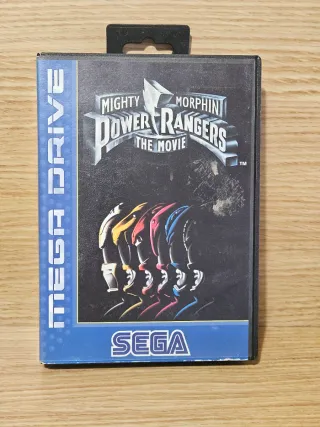 MEGA DRIVE
MIGHTY MORPHIN
POWER RANGERS
THE MOVIE
TM
SEGA